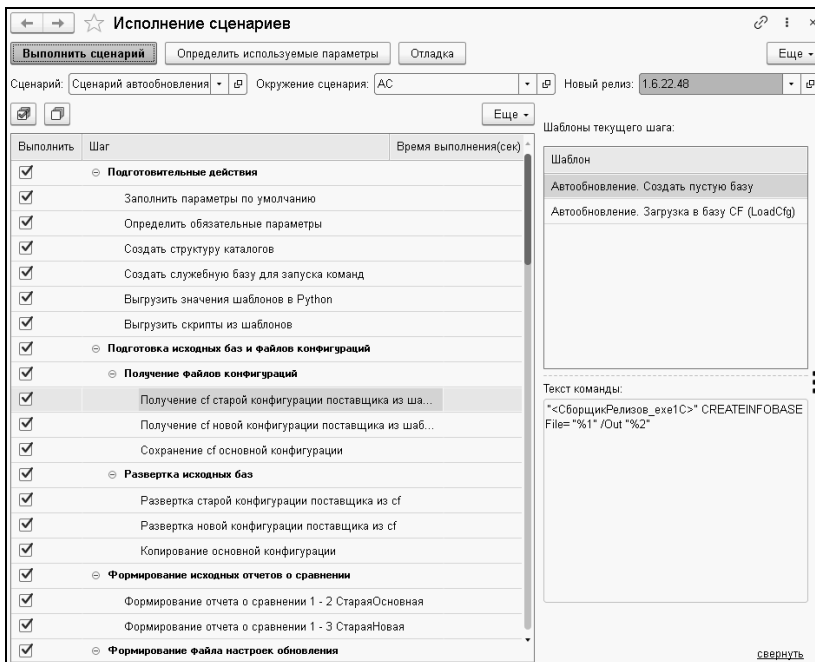 Исполнение сценариев
Выполнить сценарий Определить используемые параметры Отладка Еще
Сценарий: Сценарий автообновления Окружение сценария: АС Новый релиз: 1.6.22.48
Еще
Шаблоны текущего шага:
Выполнить Шаг Время выполнения(сек)
Шаблон
Подготовительные действия
Автообновление. Создать пустую базу
Заполнить параметры по умолчанию
Автообновление. Загрузка в базу CF (LoadCfg)
Определить обязательные параметры
Создать структуру каталогов
Создать служебную базу для запуска команд
Выгрузить значения шаблонов в Python
Выгрузить скрипты из шаблонов
Подготовка исходных баз и файлов конфигураций
Получение файлов конфигураций
Текст команды:
Получение cf старой конфигурации поставщика из ша...
"<СборщикРелизов_exe1C>" CREATEINFOBASE
File="%1" /Out "%2"
Получение cf новой конфигурации поставщика из шаб...
Сохранение cf основной конфигурации
Развертка исходных баз
Развертка старой конфигурации поставщика из cf
Развертка новой конфигурации поставщика из cf
Копирование основной конфигурации
Формирование исходных отчетов о сравнении
Формирование отчета о сравнении 1 - 2 СтараяОсновная
Формирование отчета о сравнении 1 - 3 СтараяНовая
Формирование файла настроек обновления
свернуть